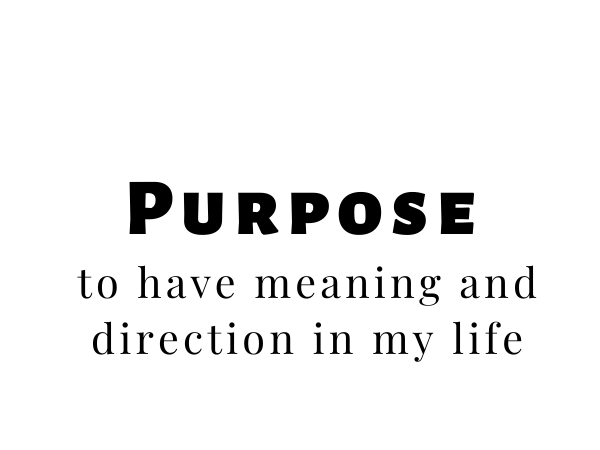 Purpose
to have meaning and
direction in my life